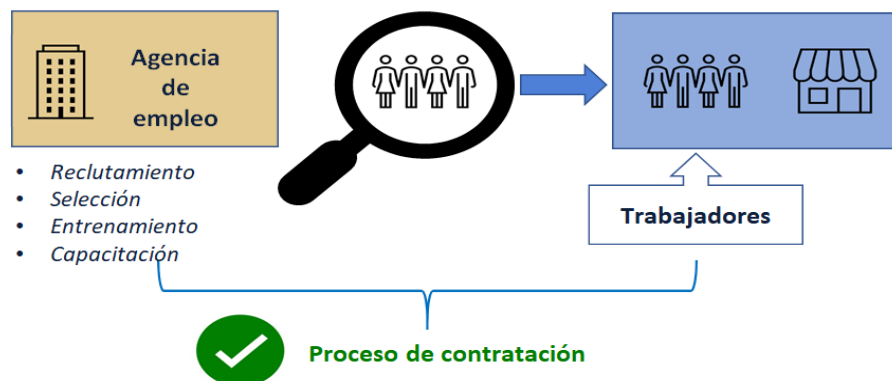 Agencia
de
empleo
• Reclutamiento
• Selección
• Entrenamiento
• Capacitación
Trabajadores
Proceso de contratación